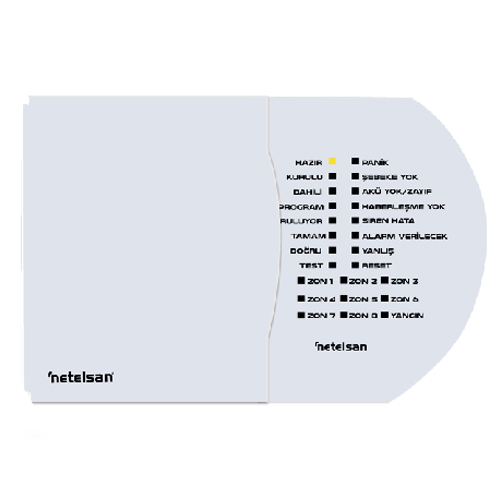 HAZIR PANİK
KURULU ŞEBEKE YOK
DAHİLİ AKÜ YOK/ZAYIF
PROGRAM HABERLEŞME YOK
RULUYOR SİREN HATA
TAMAM ALARM VERİLECEK
DOĞRU YANLIŞ
TEST RESET
ZON 1 ZON 2 ZON 3
ZON 4 ZON 5 ZON 6
ZON 7 ZON 8 YANGIN
netelsan
netelsan